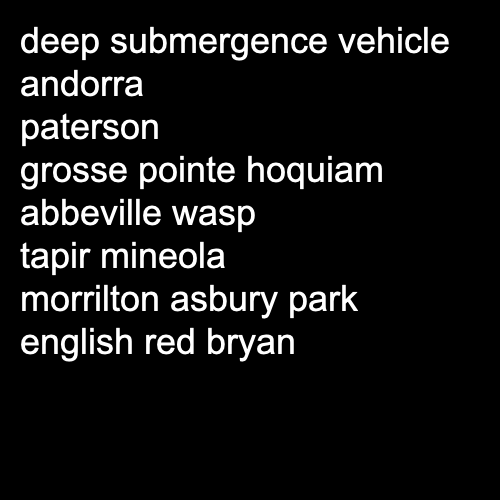 deep submergence vehicle
andorra
paterson
grosse pointe hoquiam
abbeville wasp
tapir mineola
morrilton asbury park
english red bryan